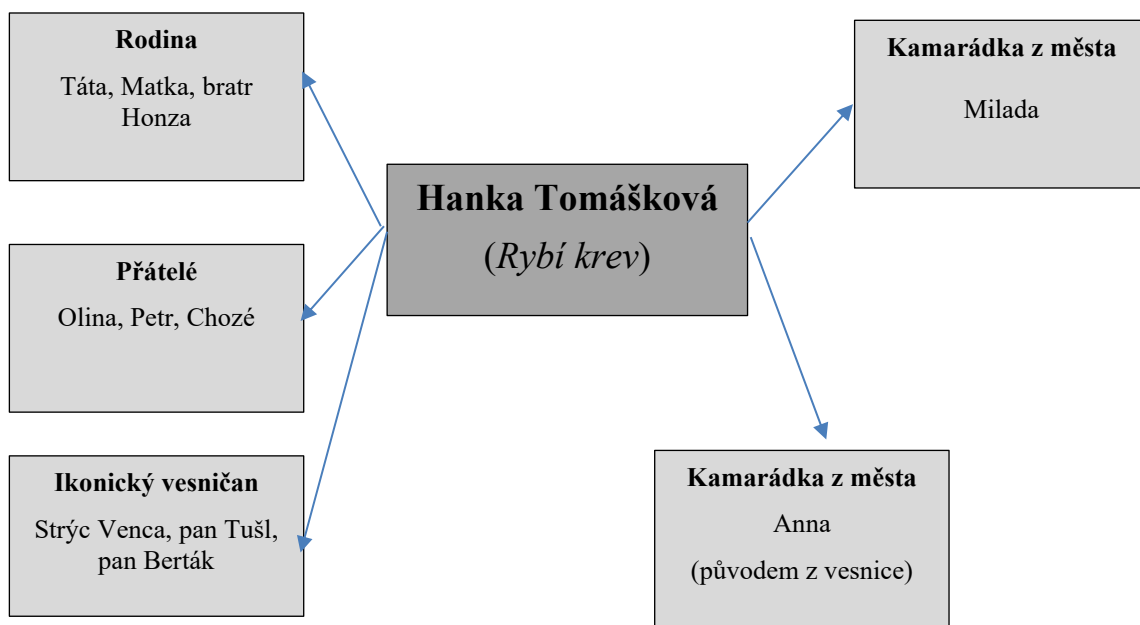 Rodina
Táta, Matka, bratr
Honza
Kamarádka z města
Milada
Hanka Tomášková
(Rybí krev)
Přátelé
Olina, Petr, Chozé
Ikonický vesničan
Strýc Venca, pan Tušl,
pan Berták
Kamarádka z města
Anna
(původem z vesnice)